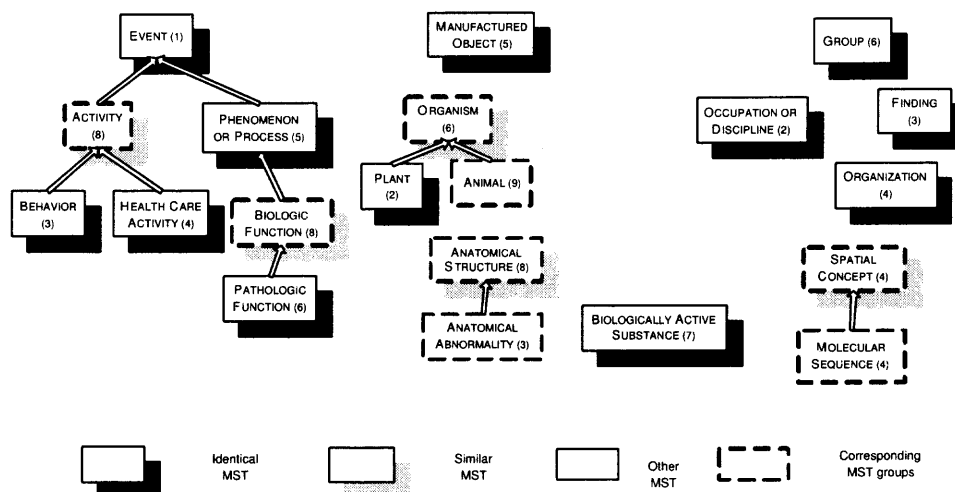 EVENT (1)
MANUFACTURED
OBJECT (5)
GROUP (6)
ACTIVITY
(8)
PHENOMENON
OR PROCESS (5)
ORGANISM
(6)
OCCUPATION OR
DISCIPLINE (2)
FINDING
(3)
BEHAVIOR
(3)
HEALTH CARE
ACTIVITY (4)
BIOLOGIC
FUNCTION (8)
PLANT
(2)
ANIMAL (9)
ORGANIZATION
(4)
PATHOLOGIC
FUNCTION (6)
ANATOMICAL
STRUCTURE (8)
SPATIAL
CONCEPT (4)
ANATOMICAL
ABNORMALITY (3)
BIOLOGICALLY ACTIVE
SUBSTANCE (7)
MOLECULAR
SEQUENCE (4)
Identical
MST
Similar
MST
Other
MST
Corresponding
MST groups